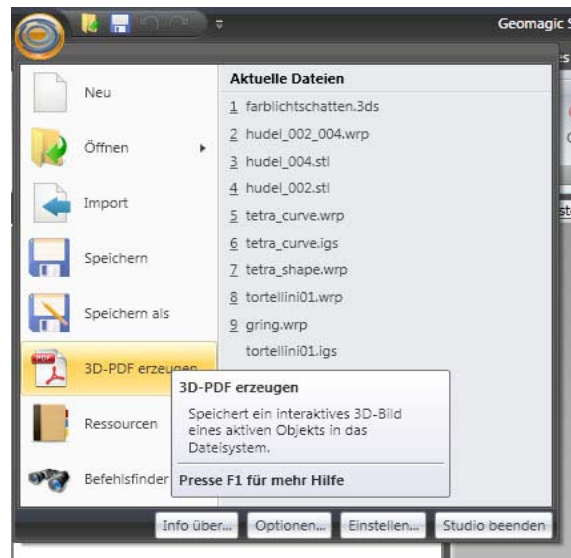 Geomagic S
Neu
Öffnen
Import
Speichern
Speichern als
3D-PDF erzeugen
Ressourcen
Befehlsfinder
Aktuelle Dateien
1 farblichtschatten.3ds
2 hudel_002_004.wrp
3 hudel_004.stl
4 hudel_002.stl
5 tetra_curve.wrp
6 tetra_curve.igs
7 tetra_shape.wrp
8 tortellini01.wrp
9 gring.wrp
tortellini01.igs
3D-PDF erzeugen
Speichert ein interaktives 3D-Bild
eines aktiven Objekts in das
Dateisystem.
Presse F1 für mehr Hilfe
Info über... Optionen... Einstellen... Studio beenden